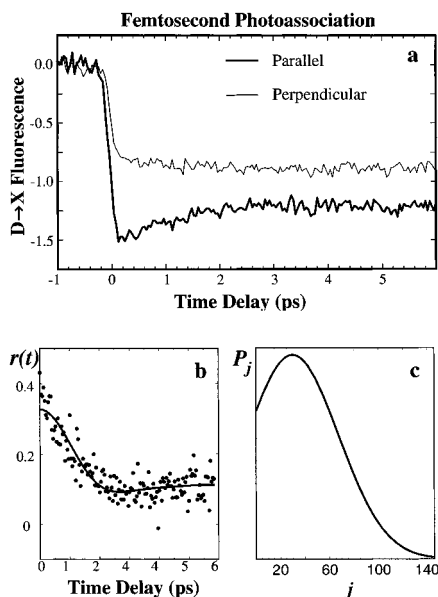 Femtosecond Photoassociation
a
Parallel
Perpendicular
D→X Fluorescence
0.0
-0.5
-1.0
-1.5
-1 0 1 2 3 4 5
Time Delay (ps)
r(t)
b
0.4
0.2
0
0 1 2 3 4 5 6
Time Delay (ps)
P_j
c
20 60 100 140
j